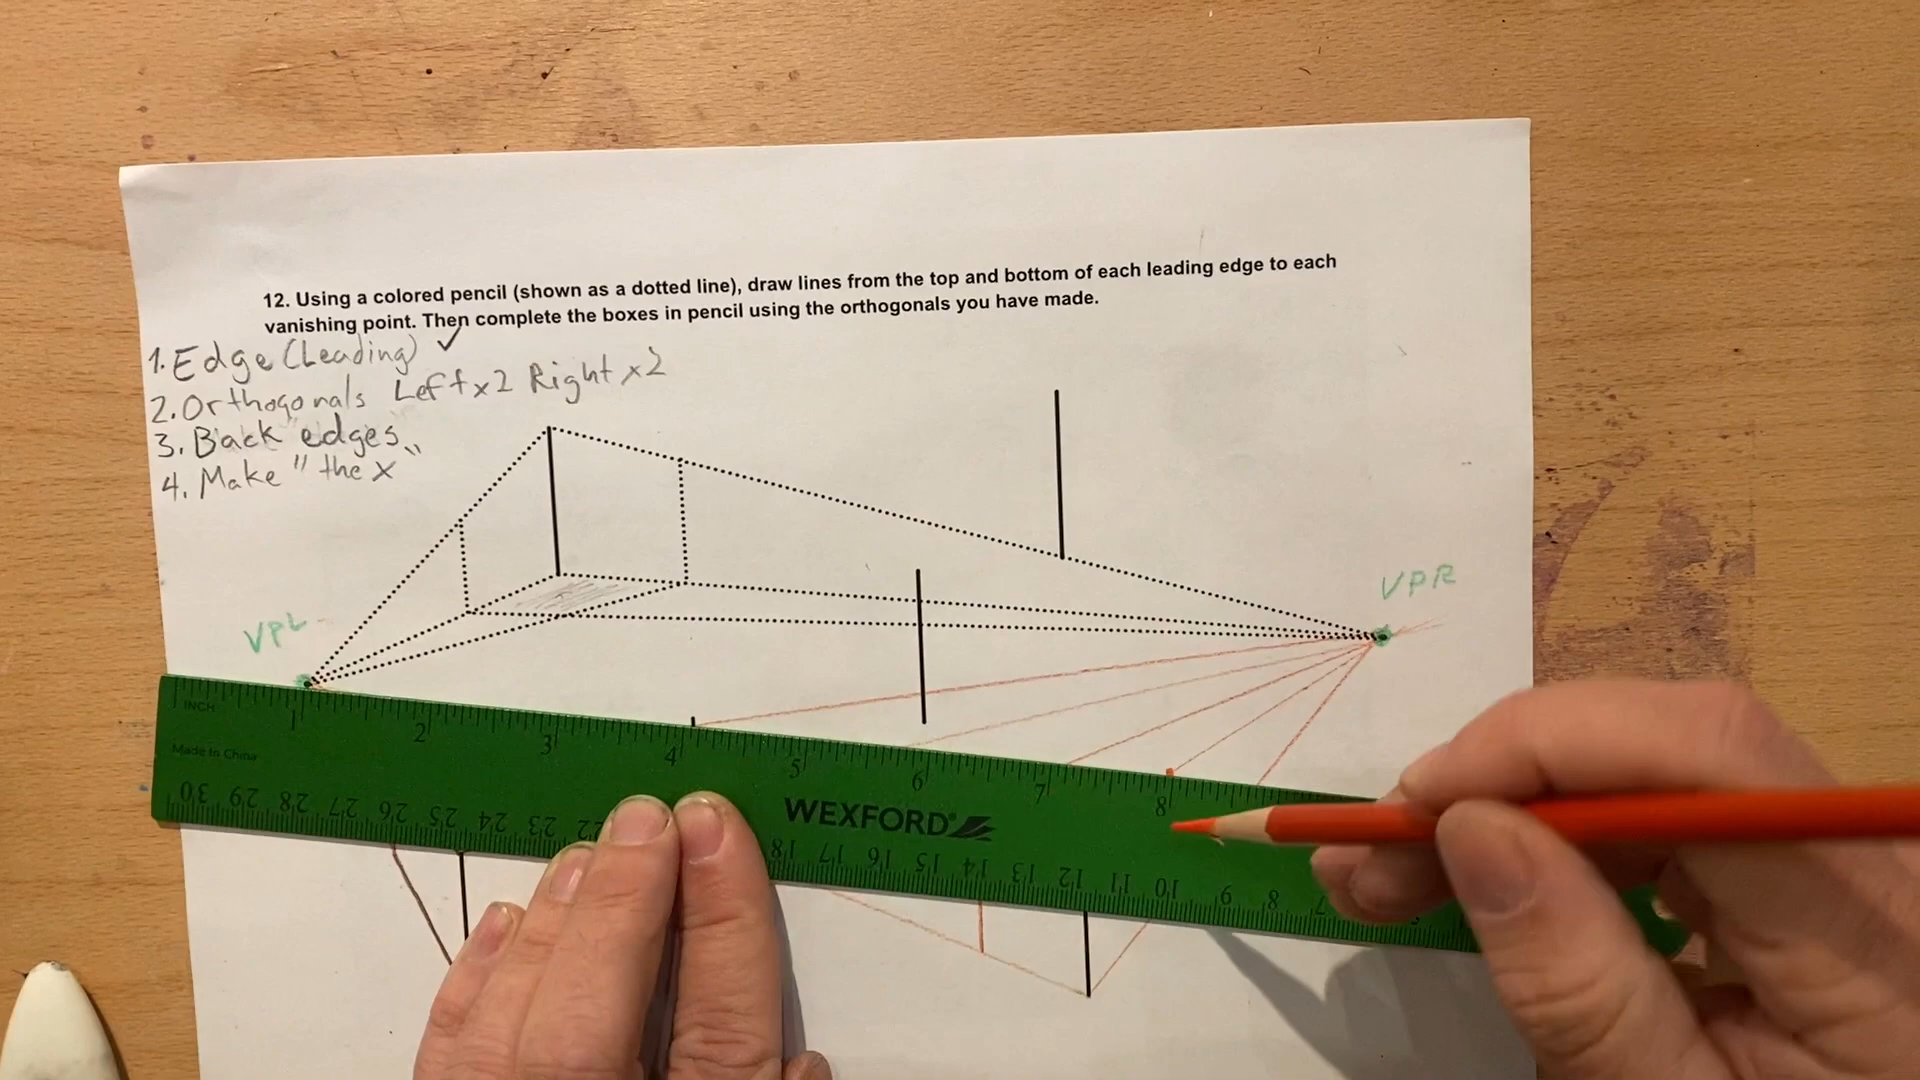 12. Using a colored pencil (shown as a dotted line), draw lines from the top and bottom of each leading edge to each
vanishing point. Then complete the boxes in pencil using the orthogonals you have made.
1. Edge (Leading) ✓
2. Orthogonals Left x2 Right x2
3. Back edges
4. Make "the x"
VPR
VPL
INCH
1 2 3 4 5 6 7 8
Made to China
WEXFORD
30 29 28 27 26 25 24 23 22 18 17 16 15 14 13 12 11 10 9 8 7